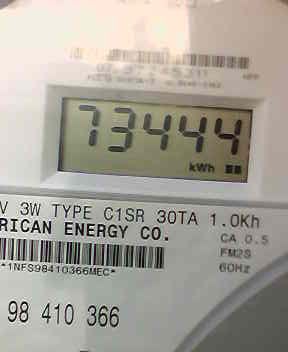 73444
kWh
V 3W TYPE C1SR 30TA 1.0Kh
RICAN ENERGY CO.
CA 0.5
FM2S
60Hz
*1NFS98410366MEC*
98 410 366